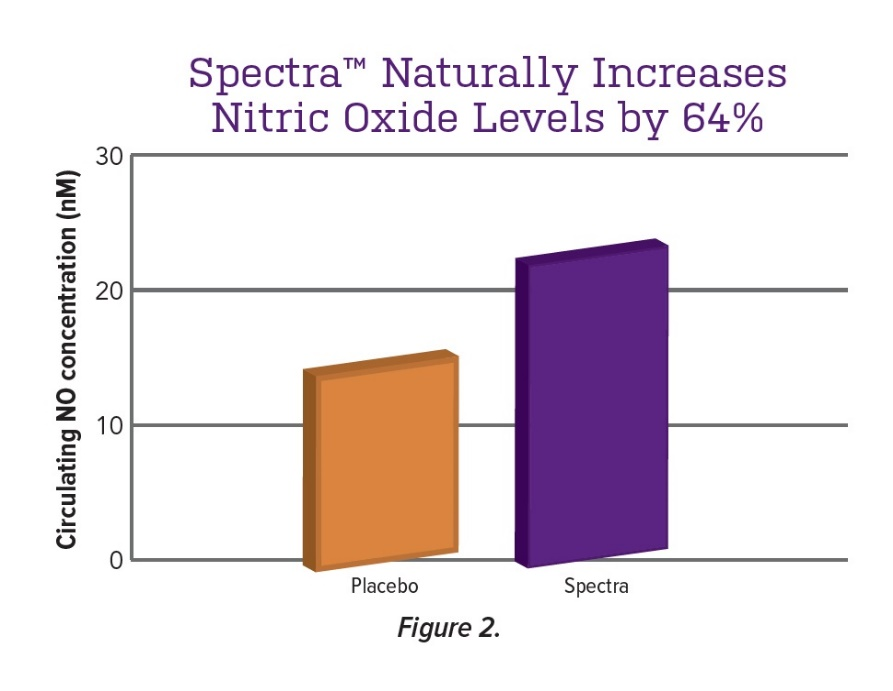 Spectra™ Naturally Increases
Nitric Oxide Levels by 64%
Circulating NO concentration (nM)
30
20
10
0
Placebo
Spectra
Figure 2.